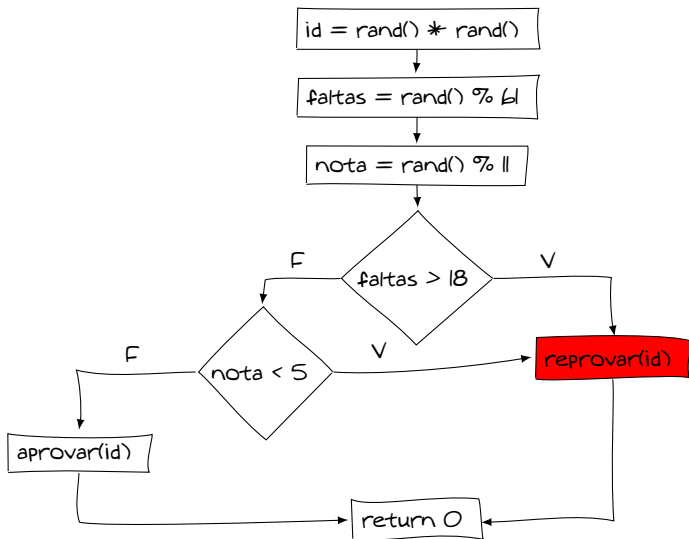 id = rand() * rand()
faltas = rand() % 61
nota = rand() % 11
faltas > 18
F
V
nota < 5
F
V
reprovar(id)
aprovar(id)
return 0